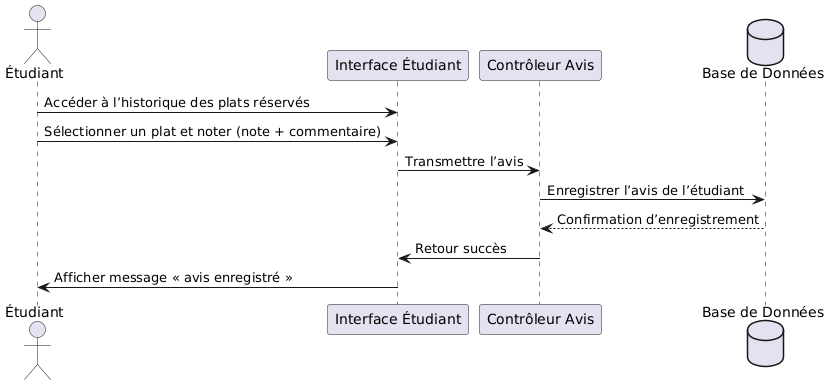 Étudiant
Interface Étudiant
Contrôleur Avis
Base de Données
Accéder à l’historique des plats réservés
Sélectionner un plat et noter (note + commentaire)
Transmettre l’avis
Enregistrer l’avis de l’étudiant
Confirmation d’enregistrement
Retour succès
Afficher message « avis enregistré »
Étudiant
Interface Étudiant
Contrôleur Avis
Base de Données